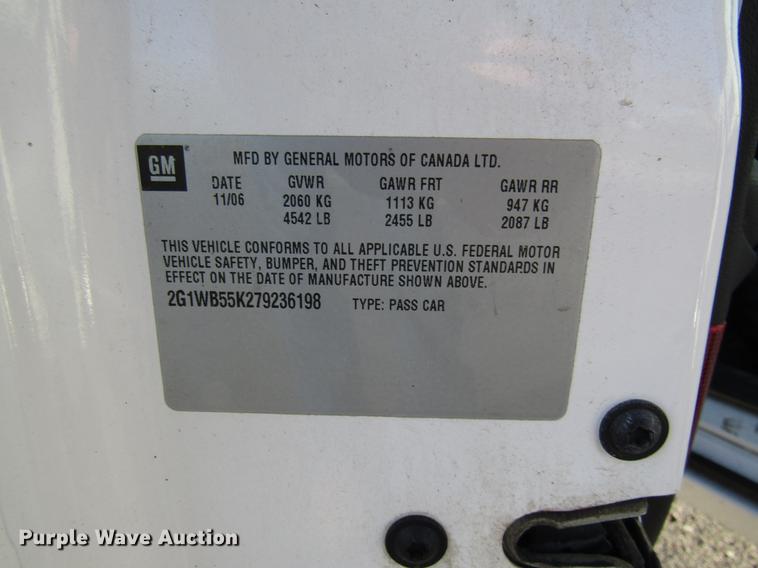 GM
MFD BY GENERAL MOTORS OF CANADA LTD.
DATE GVWR GAWR FRT GAWR RR
11/06 2060 KG 1113 KG 947 KG
4542 LB 2455 LB 2087 LB
THIS VEHICLE CONFORMS TO ALL APPLICABLE U.S. FEDERAL MOTOR
VEHICLE SAFETY, BUMPER, AND THEFT PREVENTION STANDARDS IN
EFFECT ON THE DATE OF MANUFACTURE SHOWN ABOVE.
2G1WB55K279236198 TYPE: PASS CAR
Purple Wave Auction